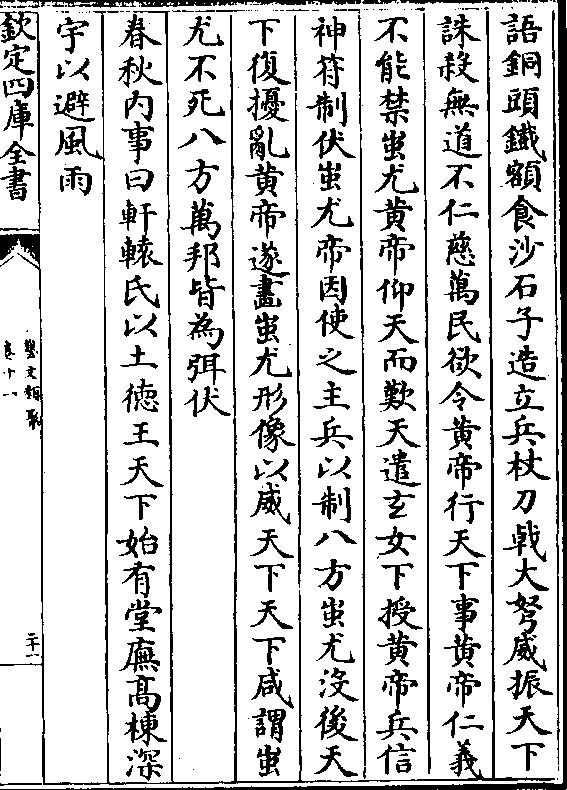 語銅頭鐵額食沙石子造立兵杖刀戟大弩威振天下
誅殺無道不仁慈萬民欲令黄帝行天下事黄帝仁義
不能禁蚩尤黄帝仰天而歎天遣玄女下授黄帝兵信
神符制伏蚩尤帝因使之主兵以制八方蚩尤没後天
下復擾亂黄帝遂畫蚩尤形像以威天下天下咸謂蚩
尤不死八方萬邦皆為弭伏
春秋内事曰軒轅氏以土德王天下始有堂廡高棟深
宇以避風雨
欽定四庫全書
藝文類聚
卷十一
二十一